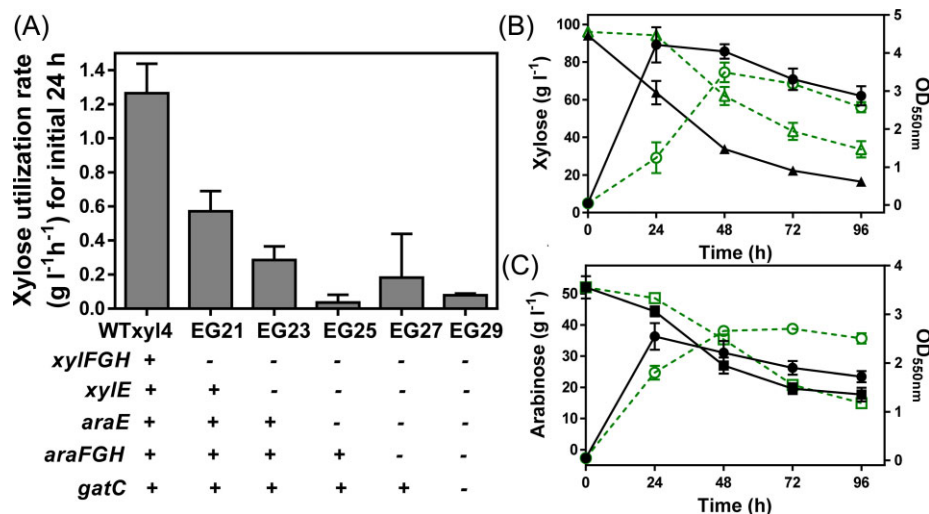 (A)
Xylose utilization rate
(g l⁻¹h⁻¹) for initial 24 h
1.4
1.2
1.0
0.8
0.6
0.4
0.2
0.0
WTxyl4 EG21 EG23 EG25 EG27 EG29
xylFGH + - - - - -
xylE + + - - - -
araE + + + - - -
araFGH + + + + - -
gatC + + + + + -
(B)
Xylose (g l⁻¹)
100
80
60
40
20
0
5
4
3
2
1
0
OD550nm
0 24 48 72 96
Time (h)
(C)
Arabinose (g l⁻¹)
50
40
30
20
10
0
4
3
2
1
0
OD550nm
0 24 48 72 96
Time (h)